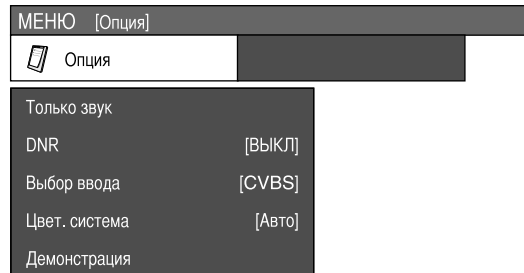 МЕНЮ [Опция]
Опция
Только звук
DNR [ВЫКЛ]
Выбор ввода [CVBS]
Цвет. система [Авто]
Демонстрация